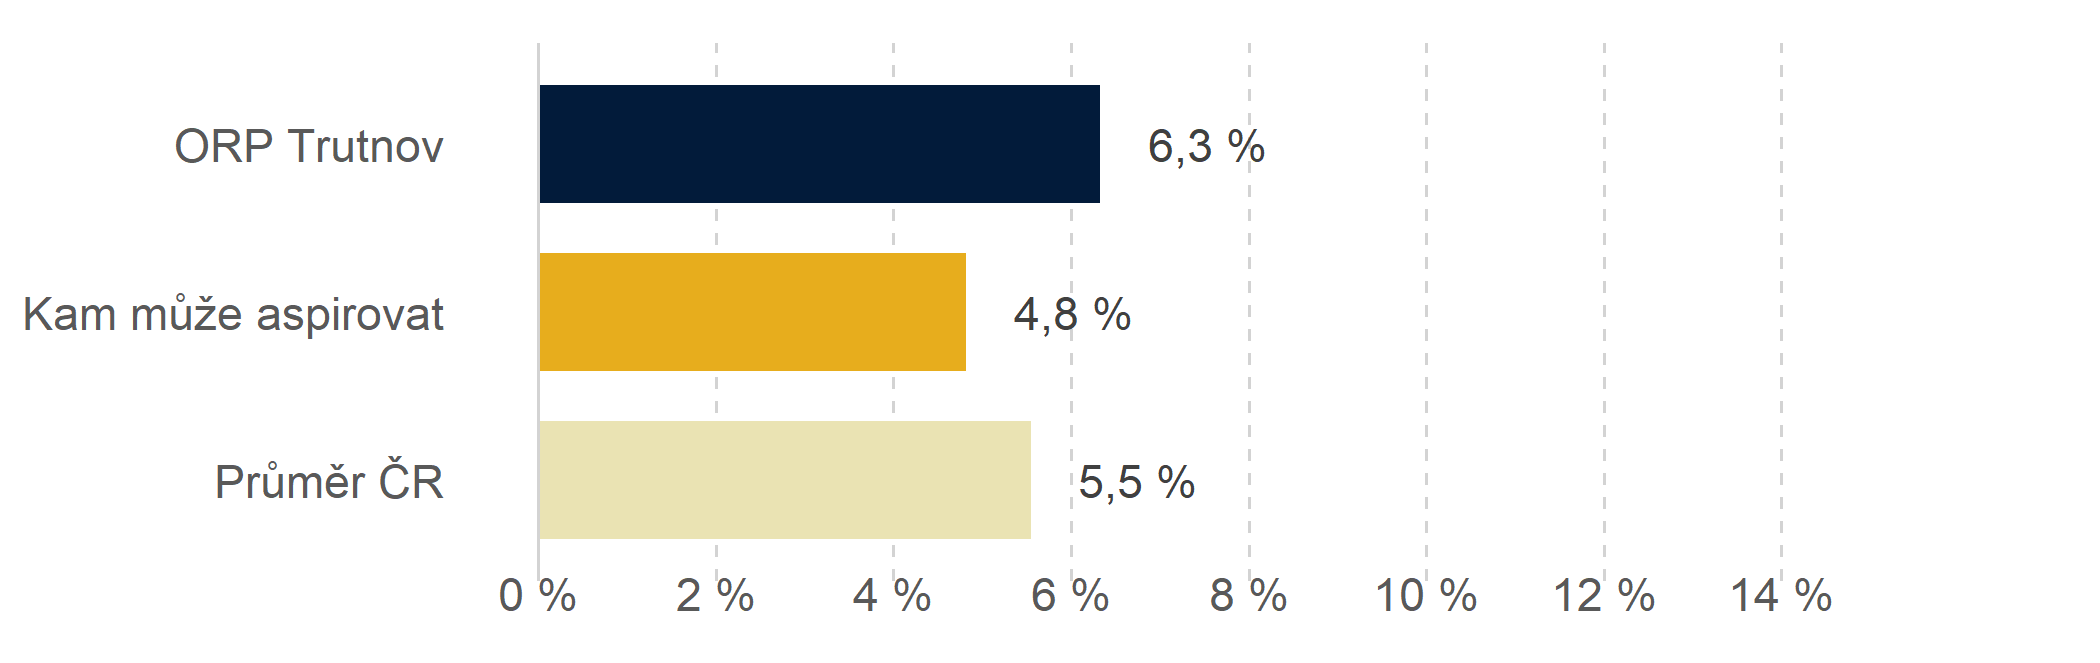 ORP Trutnov
6,3 %
Kam může aspirovat
4,8 %
Průměr ČR
5,5 %
0 % 2 % 4 % 6 % 8 % 10 % 12 % 14 %